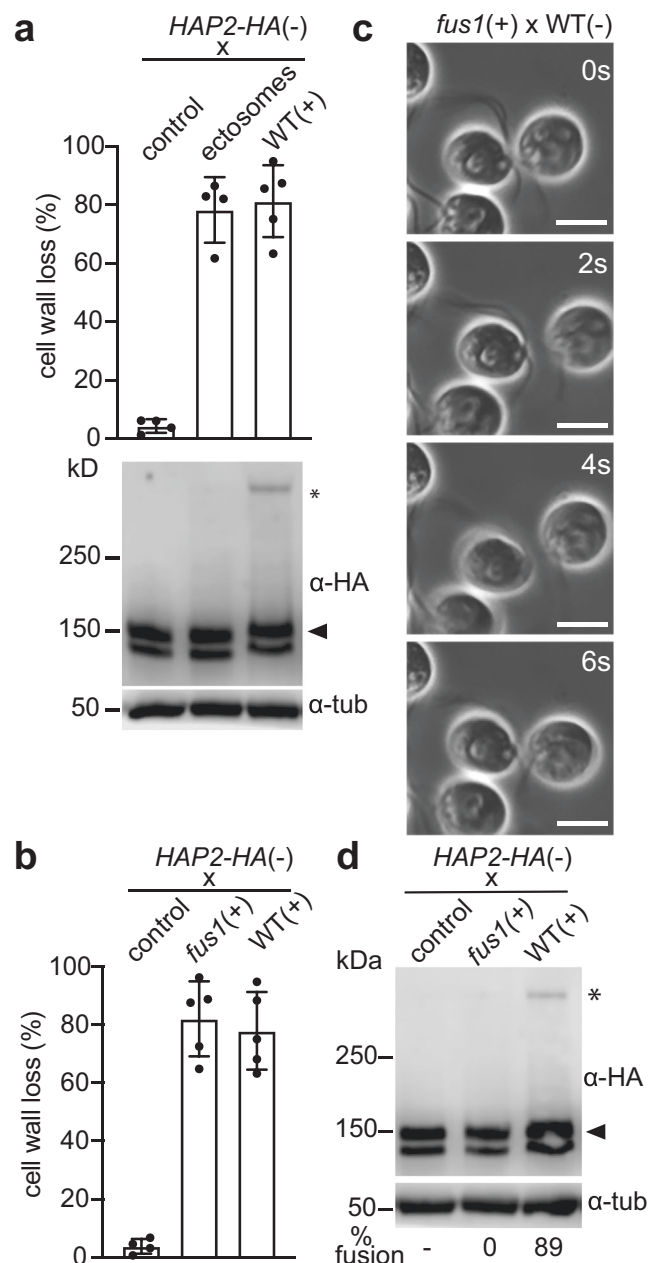 a
HAP2-HA(-)
x
control
ectosomes
WT(+)
100
80
60
40
20
0
cell wall loss (%)
kD
*
250
α-HA
150
50
α-tub
c
fus1(+) x WT(-)
0s
2s
4s
6s
b
HAP2-HA(-)
x
control
fus1(+)
WT(+)
100
80
60
40
20
0
cell wall loss (%)
d
HAP2-HA(-)
x
control
fus1(+)
WT(+)
kDa
*
250
α-HA
150
50
α-tub
% fusion - 0 89